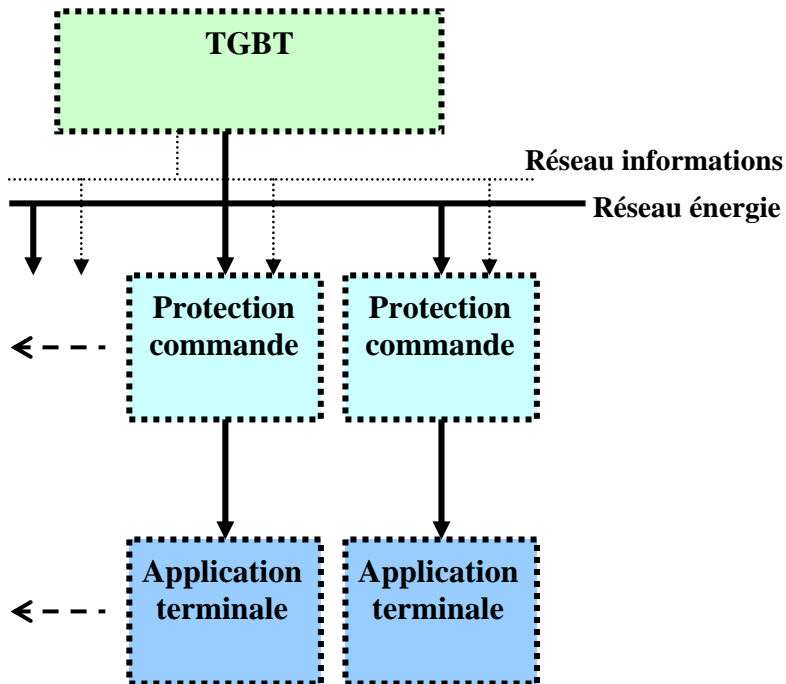 TGBT
Réseau informations
Réseau énergie
Protection
commande
Protection
commande
Application
terminale
Application
terminale